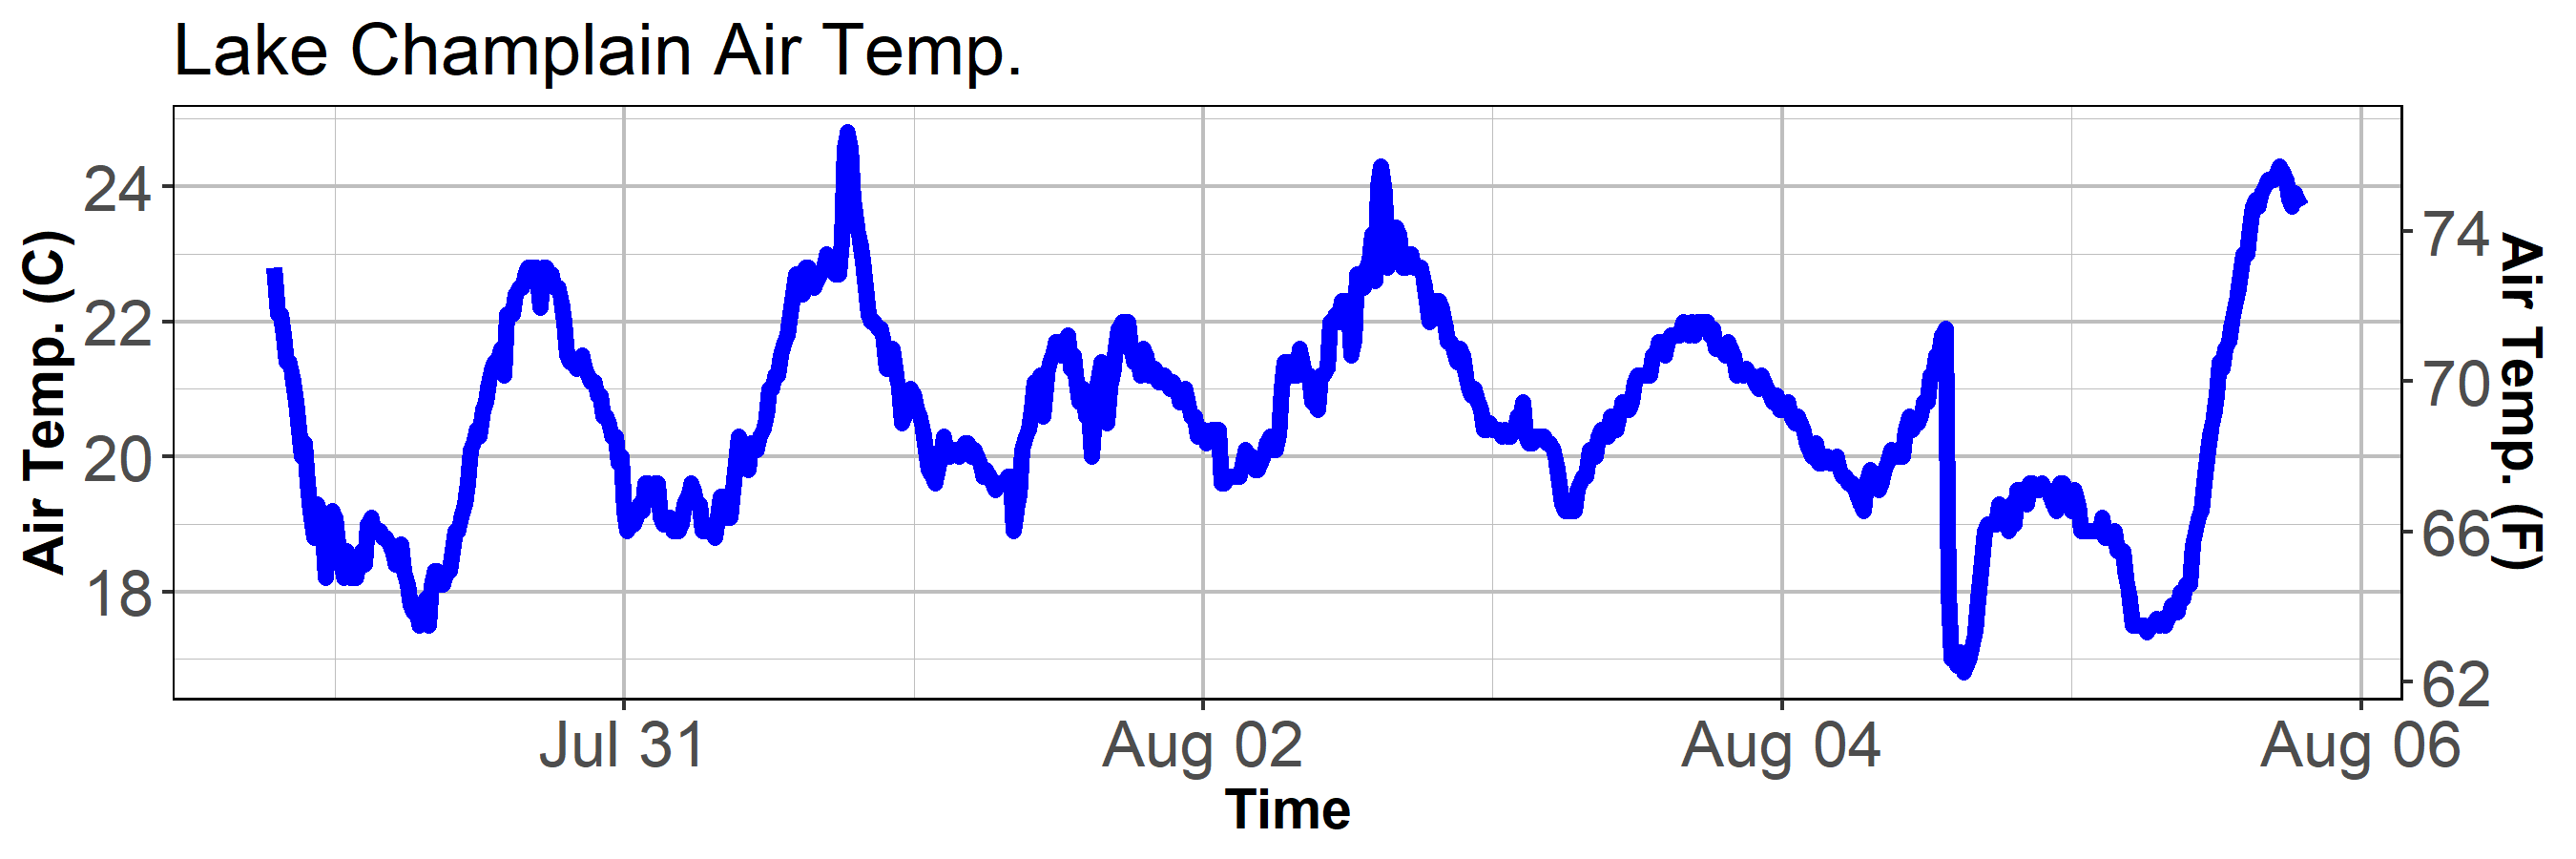 Lake Champlain Air Temp.
Air Temp. (C)
24
22
20
18
74
70
66
62
Air Temp. (F)
Jul 31
Aug 02
Aug 04
Aug 06
Time